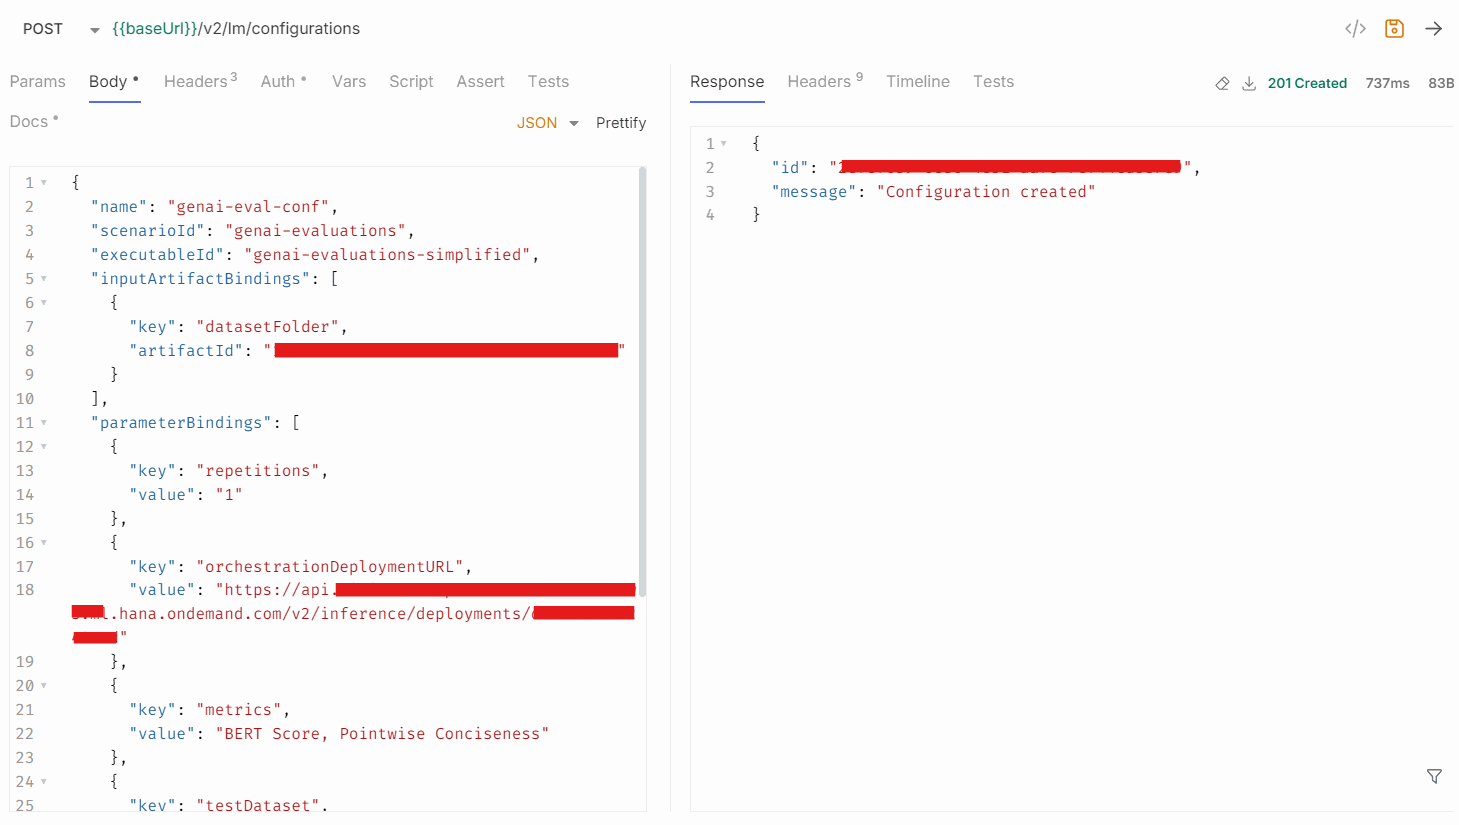 POST {{baseUrl}}/v2/lm/configurations
Params Body Headers 3 Auth Vars Script Assert Tests
Docs JSON Prettify
1 {
2 "name": "genai-eval-conf",
3 "scenarioId": "genai-evaluations",
4 "executableId": "genai-evaluations-simplified",
5 "inputArtifactBindings": [
6 {
7 "key": "datasetFolder",
8 "artifactId": " "
9 }
10 ],
11 "parameterBindings": [
12 {
13 "key": "repetitions",
14 "value": "1"
15 },
16 {
17 "key": "orchestrationDeploymentURL",
18 "value": "https://api.
.hana.ondemand.com/v2/inference/deployments/
"
19 },
20 {
21 "key": "metrics",
22 "value": "BERT Score, Pointwise Conciseness"
23 },
24 {
25 "key": "testDataset",
Response Headers 9 Timeline Tests 201 Created 737ms 83B
1 {
2 "id": " ",
3 "message": "Configuration created"
4 }